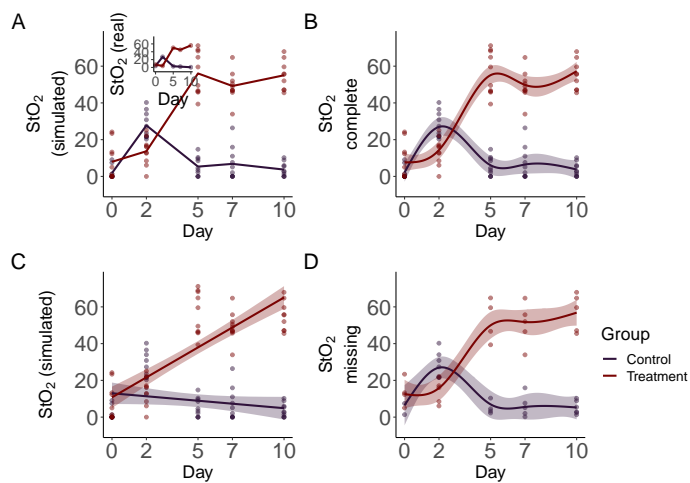 A
StO2 (simulated)
60
40
20
0
0 2 5 7 10
Day
StO2 (real)
60
40
20
0
0 5 10
Day
B
StO2 complete
60
40
20
0
0 2 5 7 10
Day
C
StO2 (simulated)
60
40
20
0
0 2 5 7 10
Day
D
StO2 missing
60
40
20
0
0 2 5 7 10
Day
Group
Control
Treatment